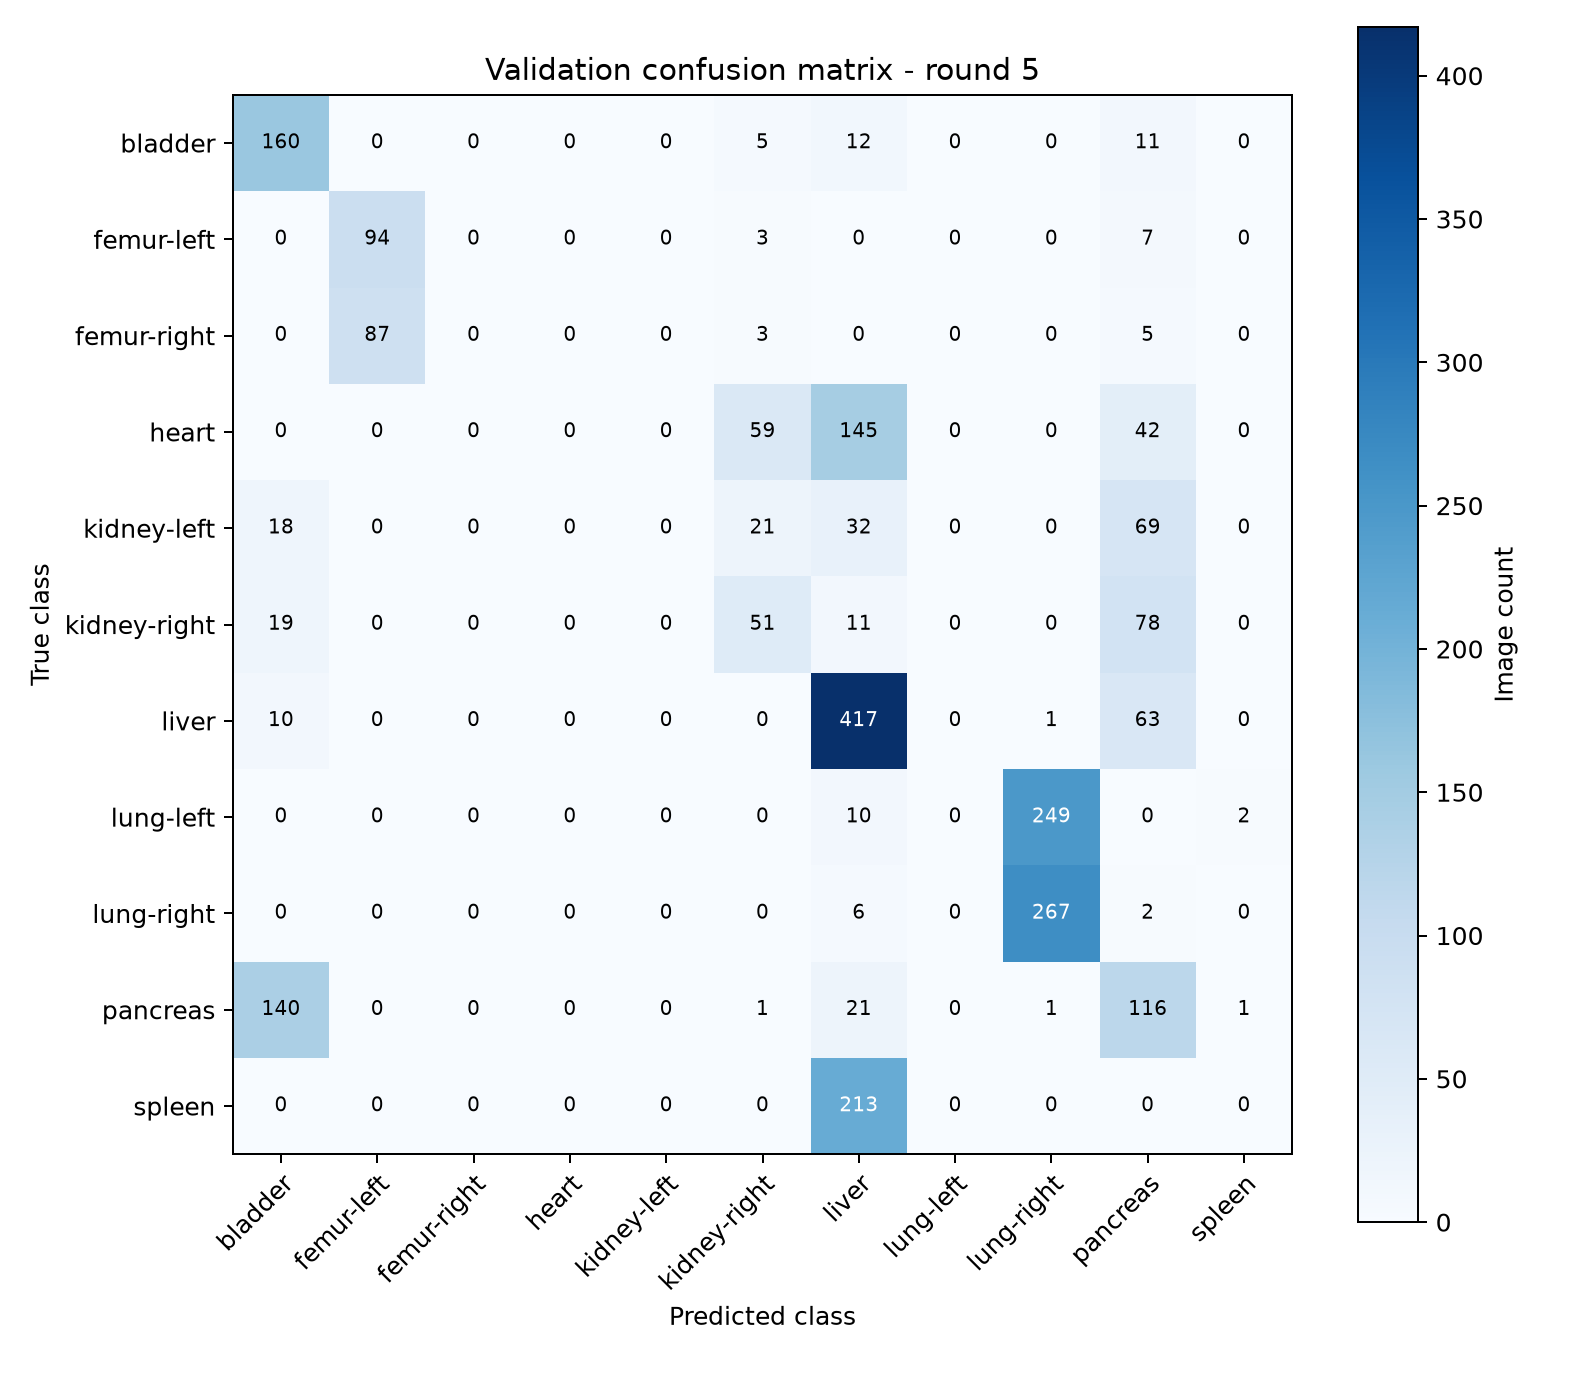 Validation confusion matrix - round 5
True class
bladder 160 0 0 0 0 5 12 0 0 11 0
femur-left 0 94 0 0 0 3 0 0 0 7 0
femur-right 0 87 0 0 0 3 0 0 0 5 0
heart 0 0 0 0 0 59 145 0 0 42 0
kidney-left 18 0 0 0 0 21 32 0 0 69 0
kidney-right 19 0 0 0 0 51 11 0 0 78 0
liver 10 0 0 0 0 0 417 0 1 63 0
lung-left 0 0 0 0 0 0 10 0 249 0 2
lung-right 0 0 0 0 0 0 6 0 267 2 0
pancreas 140 0 0 0 0 1 21 0 1 116 1
spleen 0 0 0 0 0 0 213 0 0 0 0
bladder femur-left femur-right heart kidney-left kidney-right liver lung-left lung-right pancreas spleen
Predicted class
400
350
300
250
200
150
100
50
0
Image count